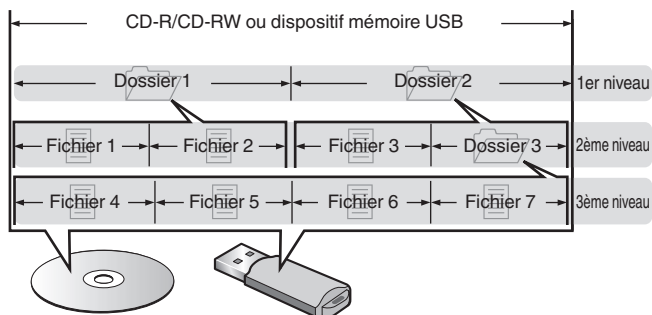 CD-R/CD-RW ou dispositif mémoire USB
Dossier 1 Dossier 2 1er niveau
Fichier 1 Fichier 2 Fichier 3 Dossier 3 2ème niveau
Fichier 4 Fichier 5 Fichier 6 Fichier 7 3ème niveau